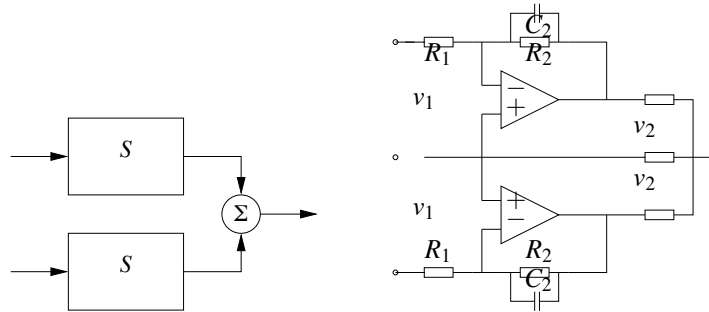 S
Σ
S
C₂
R₁
R₂
−
+
v₁
v₂
v₂
v₁
+
−
R₁
R₂
C₂